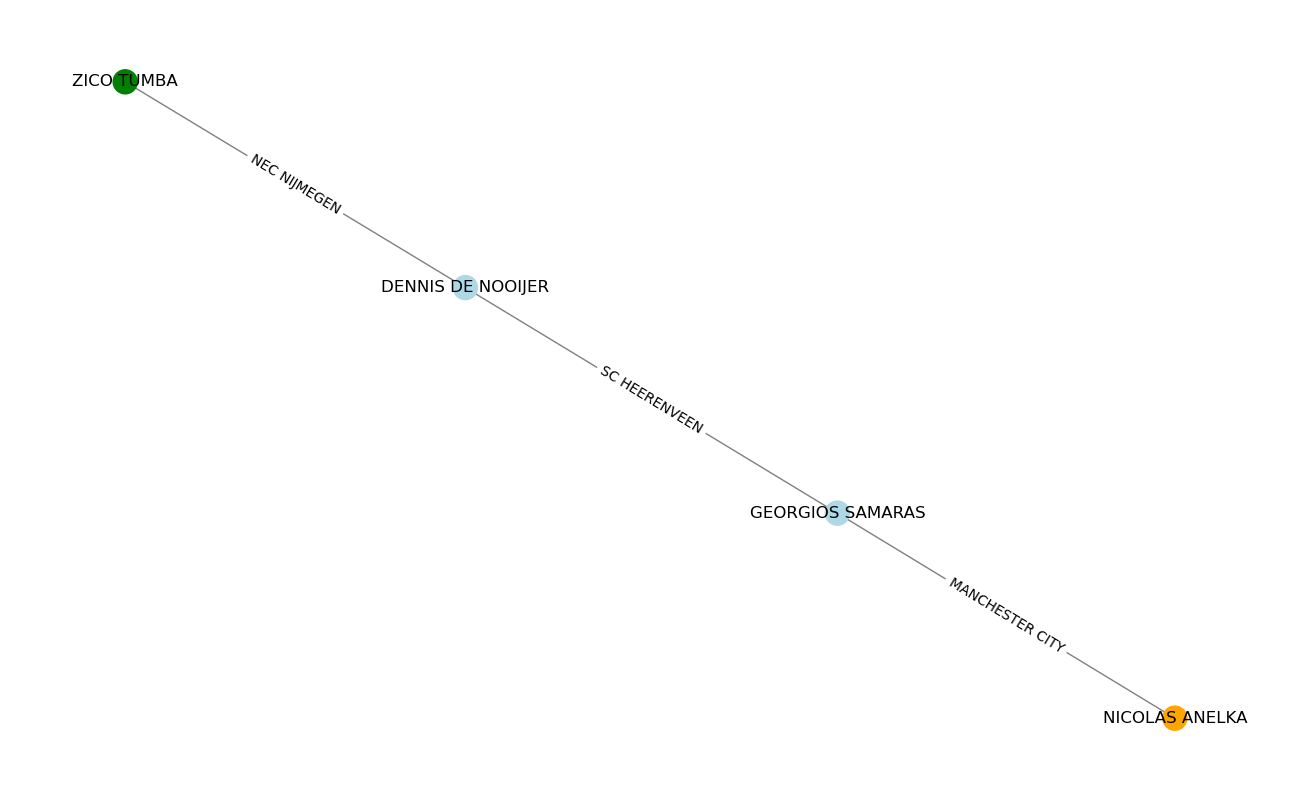 ZICO TUMBA
NEC NIJMEGEN
DENNIS DE NOOIJER
SC HEERENVEEN
GEORGIOS SAMARAS
MANCHESTER CITY
NICOLAS ANELKA